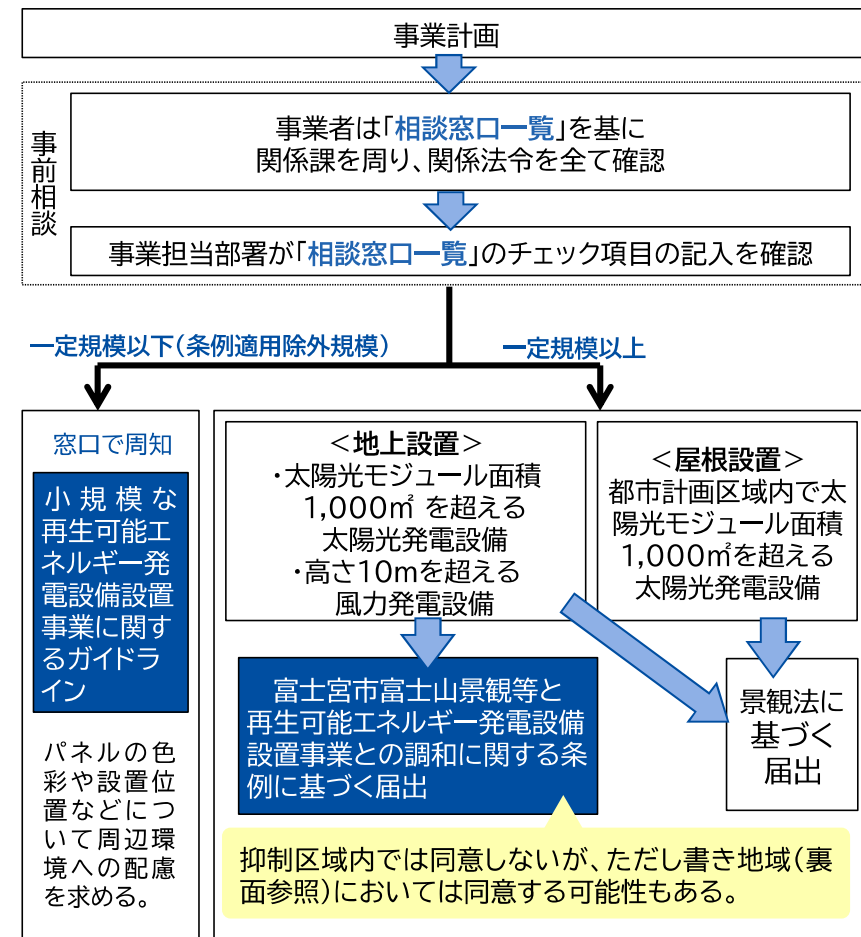 事業計画
事前相談
事業者は「相談窓口一覧」を基に
関係課を周り、関係法令を全て確認
事業担当部署が「相談窓口一覧」のチェック項目の記入を確認
一定規模以下(条例適用除外規模)
一定規模以上
窓口で周知
小規模な
再生可能エ
ネルギー発
電設備設置
事業に関す
るガイドラ
イン
パネルの色
彩や設置位
置などにつ
いて周辺環
境への配慮
を求める。
<地上設置>
・太陽光モジュール面積
1,000㎡ を超える
太陽光発電設備
・高さ10mを超える
風力発電設備
<屋根設置>
都市計画区域内で太
陽光モジュール面積
1,000㎡を超える
太陽光発電設備
富士宮市富士山景観等と
再生可能エネルギー発電設備
設置事業との調和に関する条
例に基づく届出
景観法に
基づく
届出
抑制区域内では同意しないが、ただし書き地域(裏
面参照)においては同意する可能性もある。